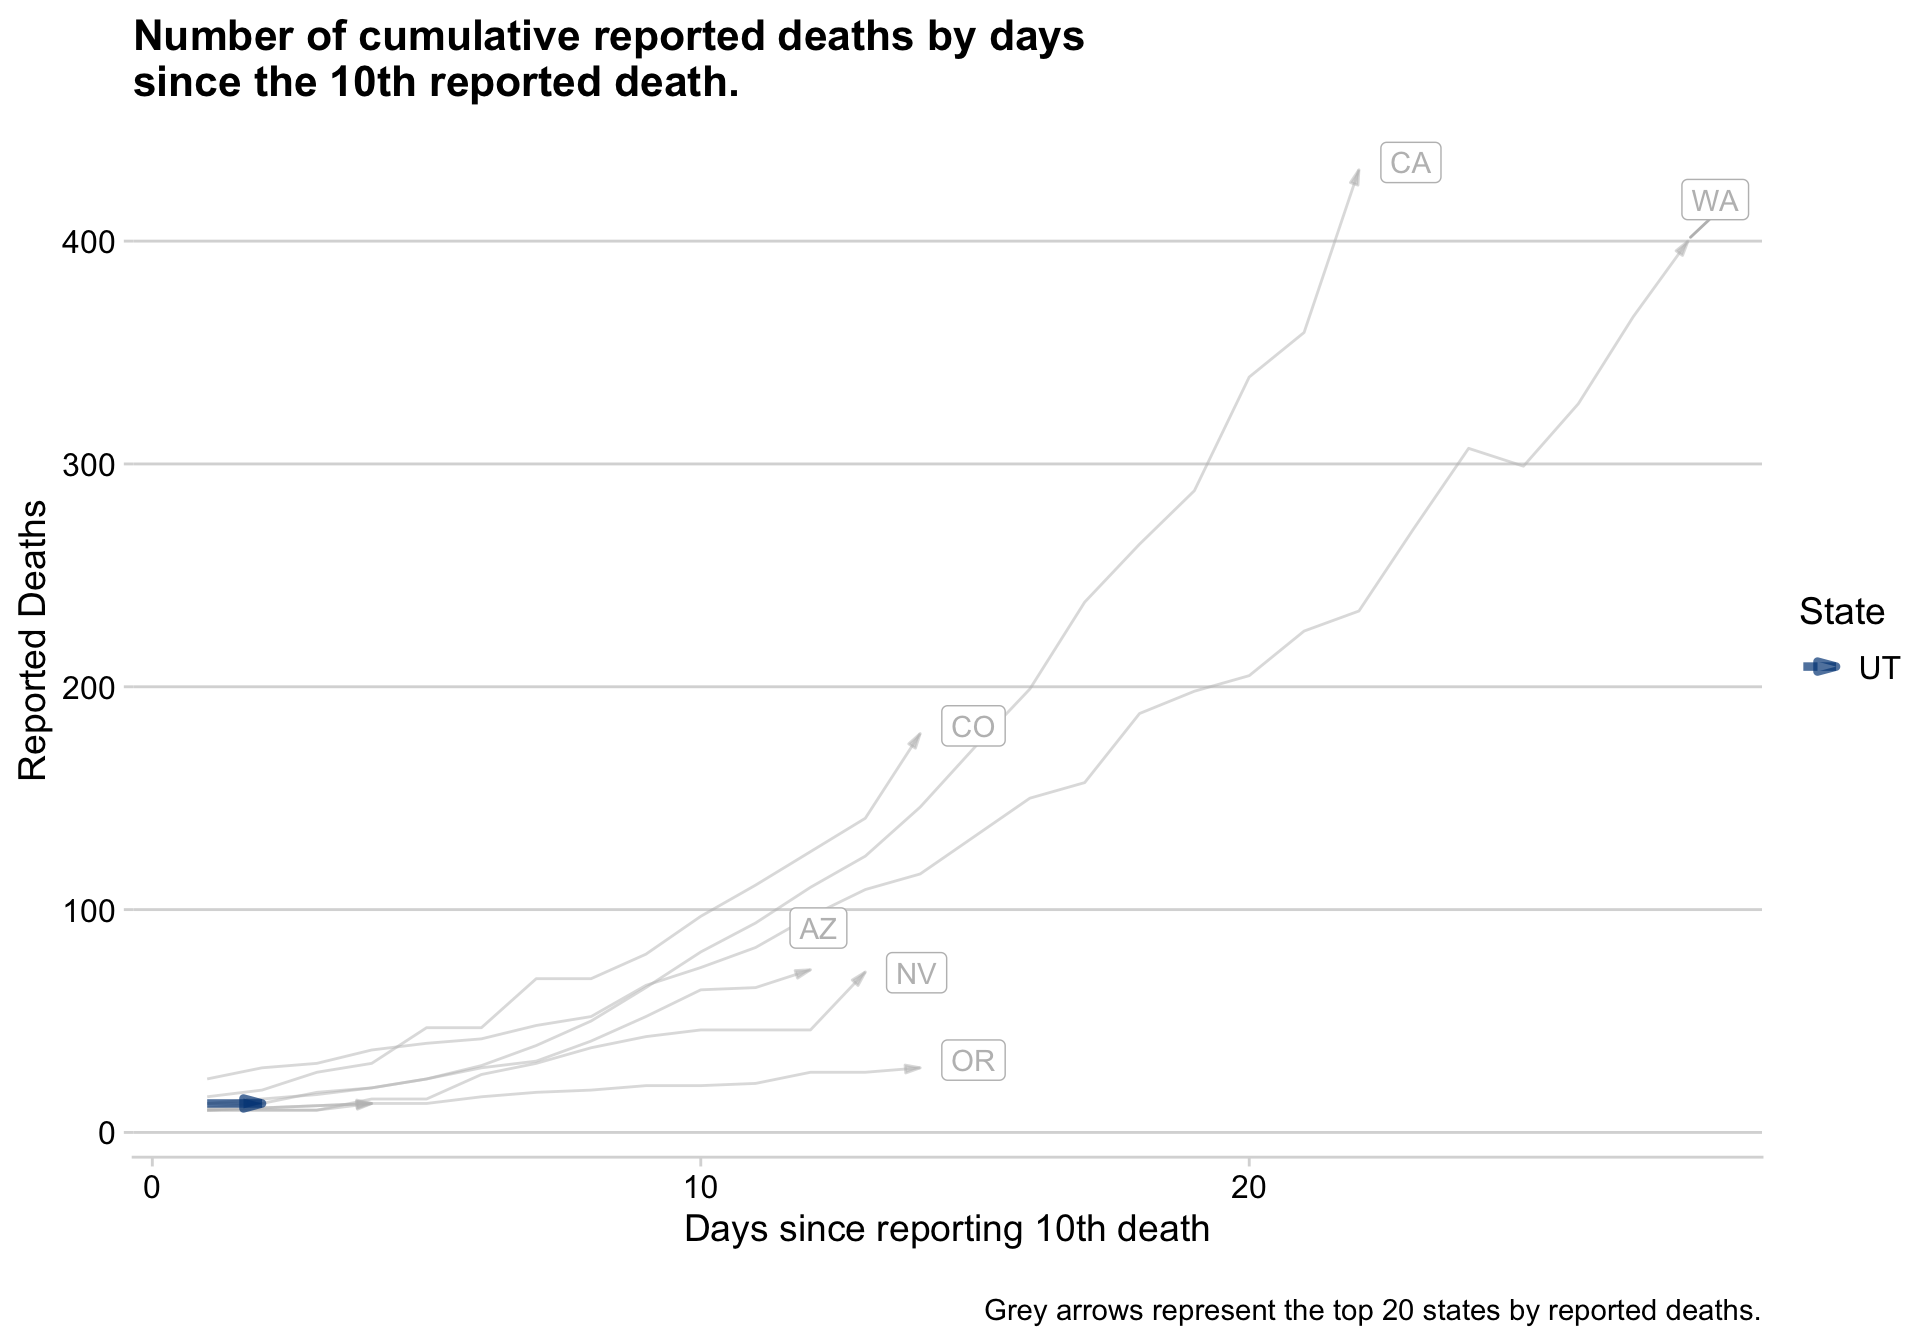 Number of cumulative reported deaths by days
since the 10th reported death.
CA
WA
400
300
200
100
0
CO
AZ
NV
OR
Reported Deaths
State
UT
0 10 20
Days since reporting 10th death
Grey arrows represent the top 20 states by reported deaths.